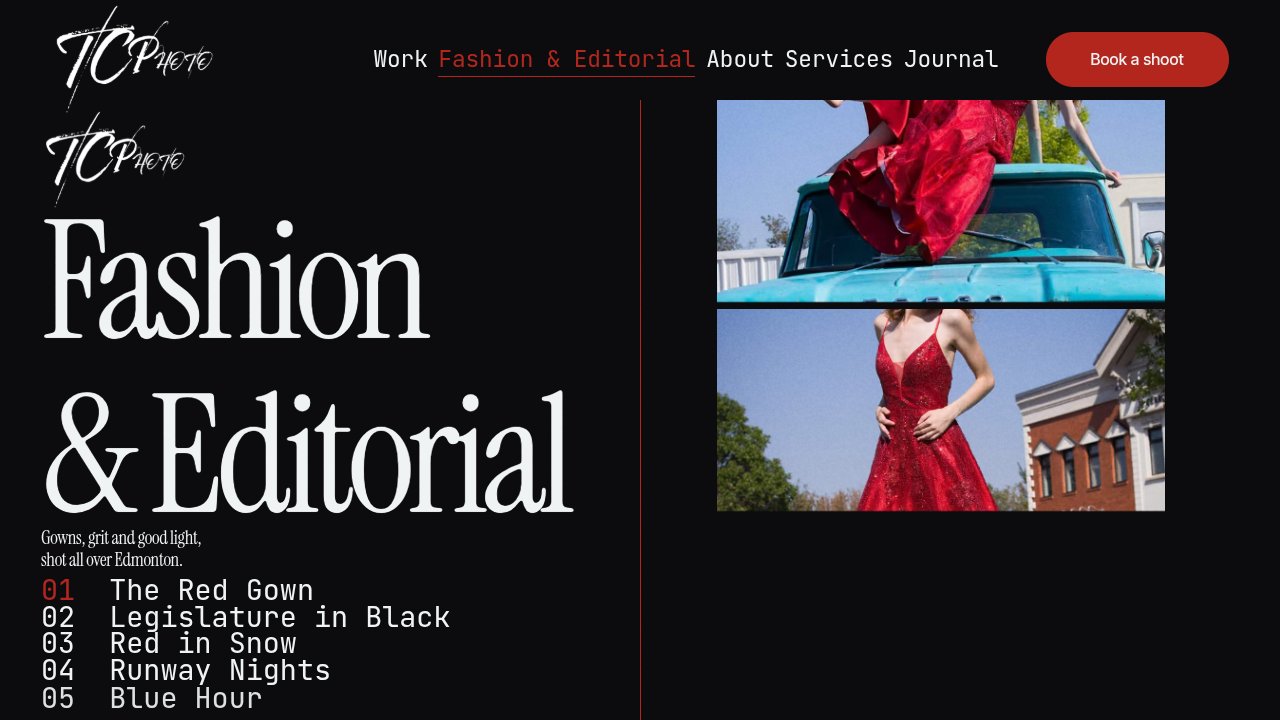 TCPhoto
Work Fashion & Editorial About Services Journal Book a shoot
TCPhoto
Fashion
& Editorial
Gowns, grit and good light,
shot all over Edmonton.
01 The Red Gown
02 Legislature in Black
03 Red in Snow
04 Runway Nights
05 Blue Hour